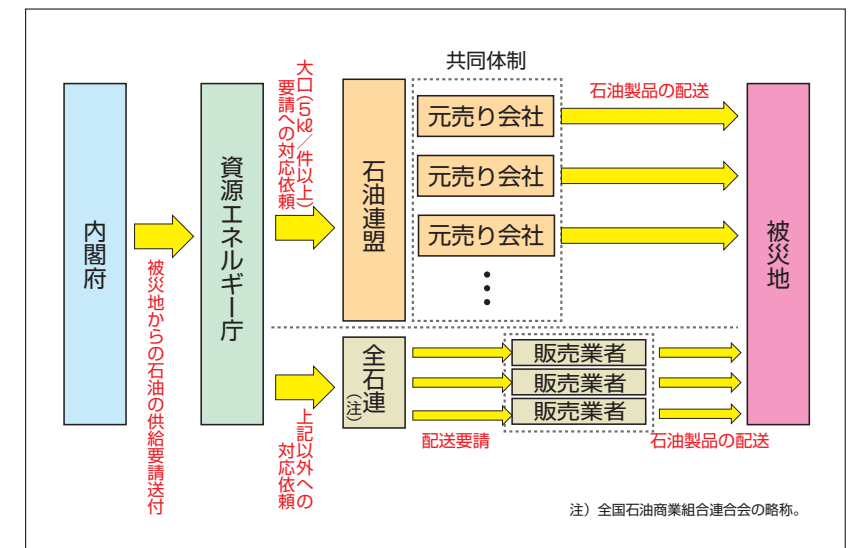 内閣府
被災地からの石油の供給要請送付
資源エネルギー庁
大口(5㎘/件以上)
要請への対応依頼
石油連盟
共同体制
元売り会社
元売り会社
元売り会社
⋮
石油製品の配送
被災地
上記以外への
対応依頼
全石連
(注)
配送要請
販売業者
販売業者
販売業者
石油製品の配送
注)全国石油商業組合連合会の略称。